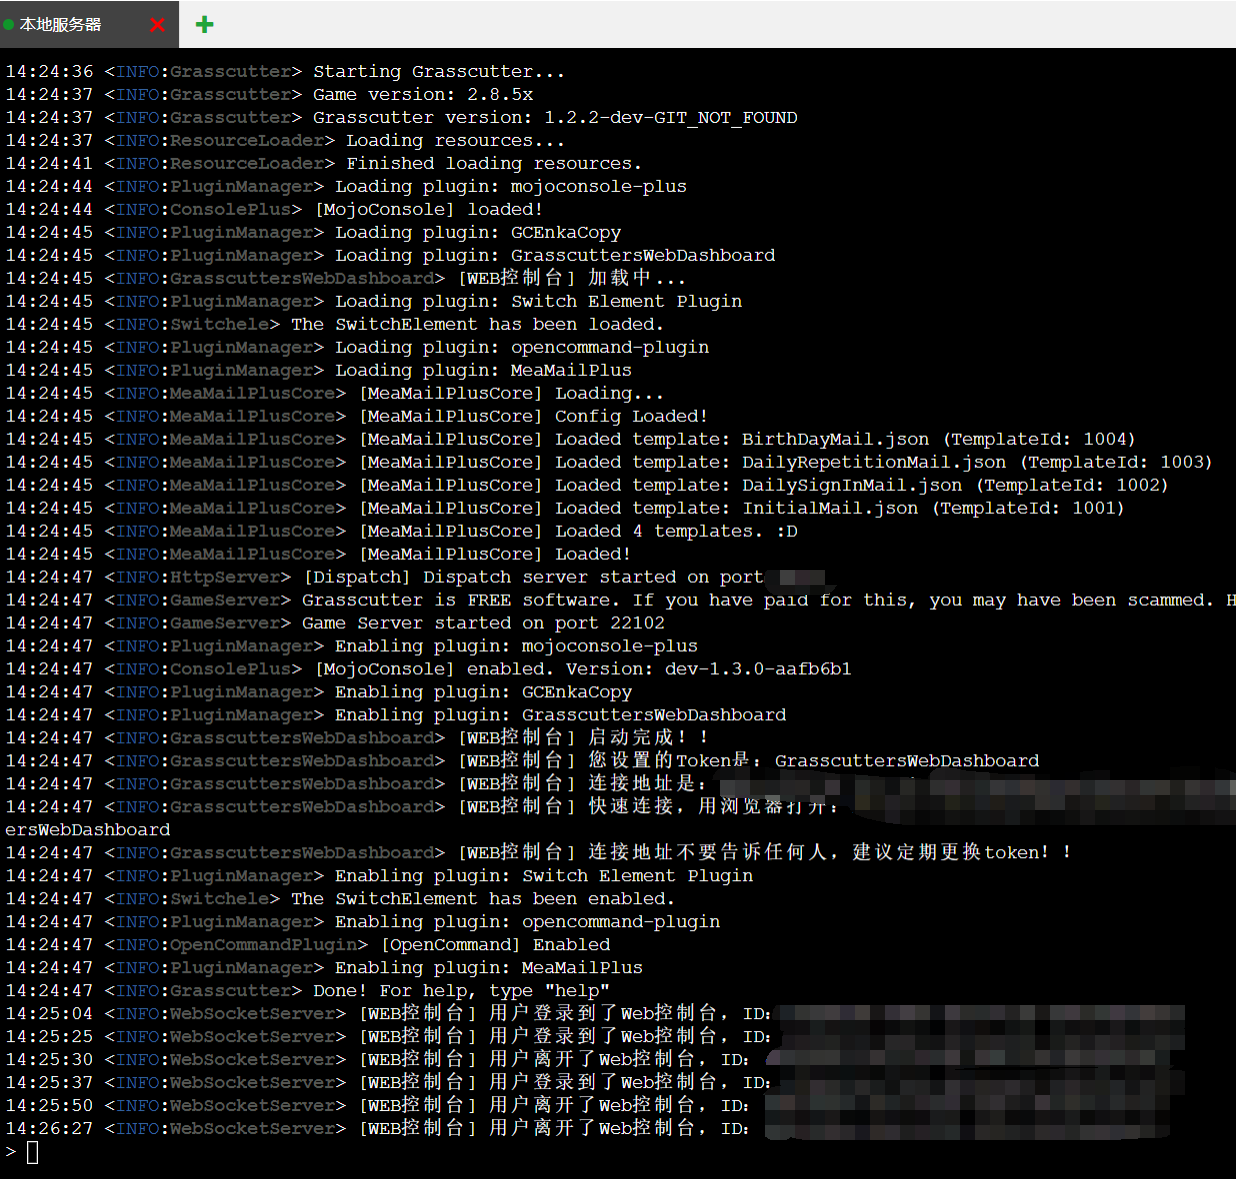 本地服务器
14:24:36 <INFO:Grasscutter> Starting Grasscutter...
14:24:37 <INFO:Grasscutter> Game version: 2.8.5x
14:24:37 <INFO:Grasscutter> Grasscutter version: 1.2.2-dev-GIT_NOT_FOUND
14:24:37 <INFO:ResourceLoader> Loading resources...
14:24:41 <INFO:ResourceLoader> Finished loading resources.
14:24:44 <INFO:PluginManager> Loading plugin: mojoconsole-plus
14:24:44 <INFO:ConsolePlus> [MojoConsole] loaded!
14:24:45 <INFO:PluginManager> Loading plugin: GCEnkaCopy
14:24:45 <INFO:PluginManager> Loading plugin: GrasscuttersWebDashboard
14:24:45 <INFO:GrasscuttersWebDashboard> [WEB控制台] 加载中...
14:24:45 <INFO:PluginManager> Loading plugin: Switch Element Plugin
14:24:45 <INFO:Switchele> The SwitchElement has been loaded.
14:24:45 <INFO:PluginManager> Loading plugin: opencommand-plugin
14:24:45 <INFO:PluginManager> Loading plugin: MeaMailPlus
14:24:45 <INFO:MeaMailPlusCore> [MeaMailPlusCore] Loading...
14:24:45 <INFO:MeaMailPlusCore> [MeaMailPlusCore] Config Loaded!
14:24:45 <INFO:MeaMailPlusCore> [MeaMailPlusCore] Loaded template: BirthDayMail.json (TemplateId: 1004)
14:24:45 <INFO:MeaMailPlusCore> [MeaMailPlusCore] Loaded template: DailyRepetitionMail.json (TemplateId: 1003)
14:24:45 <INFO:MeaMailPlusCore> [MeaMailPlusCore] Loaded template: DailySignInMail.json (TemplateId: 1002)
14:24:45 <INFO:MeaMailPlusCore> [MeaMailPlusCore] Loaded template: InitialMail.json (TemplateId: 1001)
14:24:45 <INFO:MeaMailPlusCore> [MeaMailPlusCore] Loaded 4 templates. :D
14:24:45 <INFO:MeaMailPlusCore> [MeaMailPlusCore] Loaded!
14:24:47 <INFO:HttpServer> [Dispatch] Dispatch server started on port
14:24:47 <INFO:GameServer> Grasscutter is FREE software. If you have paid for this, you may have been scammed. H
14:24:47 <INFO:GameServer> Game Server started on port 22102
14:24:47 <INFO:PluginManager> Enabling plugin: mojoconsole-plus
14:24:47 <INFO:ConsolePlus> [MojoConsole] enabled. Version: dev-1.3.0-aafb6b1
14:24:47 <INFO:PluginManager> Enabling plugin: GCEnkaCopy
14:24:47 <INFO:PluginManager> Enabling plugin: GrasscuttersWebDashboard
14:24:47 <INFO:GrasscuttersWebDashboard> [WEB控制台] 启动完成！！
14:24:47 <INFO:GrasscuttersWebDashboard> [WEB控制台] 您设置的Token是：GrasscuttersWebDashboard
14:24:47 <INFO:GrasscuttersWebDashboard> [WEB控制台] 连接地址是：
14:24:47 <INFO:GrasscuttersWebDashboard> [WEB控制台] 快速连接，用浏览器打开：
ersWebDashboard
14:24:47 <INFO:GrasscuttersWebDashboard> [WEB控制台] 连接地址不要告诉任何人，建议定期更换token！！
14:24:47 <INFO:PluginManager> Enabling plugin: Switch Element Plugin
14:24:47 <INFO:Switchele> The SwitchElement has been enabled.
14:24:47 <INFO:PluginManager> Enabling plugin: opencommand-plugin
14:24:47 <INFO:OpenCommandPlugin> [OpenCommand] Enabled
14:24:47 <INFO:PluginManager> Enabling plugin: MeaMailPlus
14:24:47 <INFO:Grasscutter> Done! For help, type "help"
14:25:04 <INFO:WebSocketServer> [WEB控制台] 用户登录到了Web控制台，ID：
14:25:25 <INFO:WebSocketServer> [WEB控制台] 用户登录到了Web控制台，ID：
14:25:30 <INFO:WebSocketServer> [WEB控制台] 用户离开了Web控制台，ID：
14:25:37 <INFO:WebSocketServer> [WEB控制台] 用户登录到了Web控制台，ID：
14:25:50 <INFO:WebSocketServer> [WEB控制台] 用户离开了Web控制台，ID：
14:26:27 <INFO:WebSocketServer> [WEB控制台] 用户离开了Web控制台，ID：
>